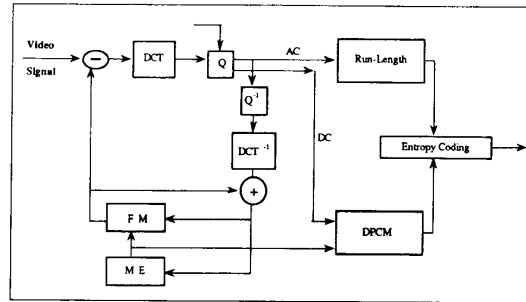 Video
Signal
DCT
Q
AC
Run-Length
Q⁻¹
DCT⁻¹
DC
Entropy Coding
+
F M
DPCM
M E